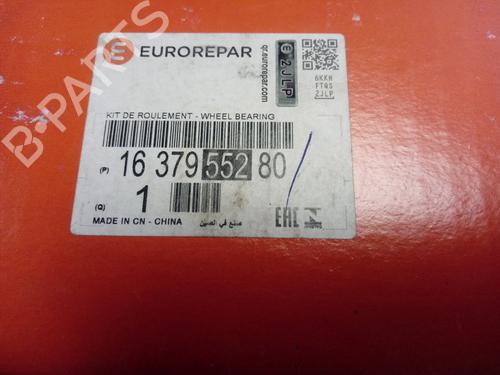 EUROREPAR
qr.eurorepar.com
e 2JLP
6KKH
FTQS
2JLP
KIT DE ROULEMENT - WHEEL BEARING
(P) 16 379 552 80
(Q) 1
MADE IN CN - CHINA صنع في الصين
EAC
B-PARTS